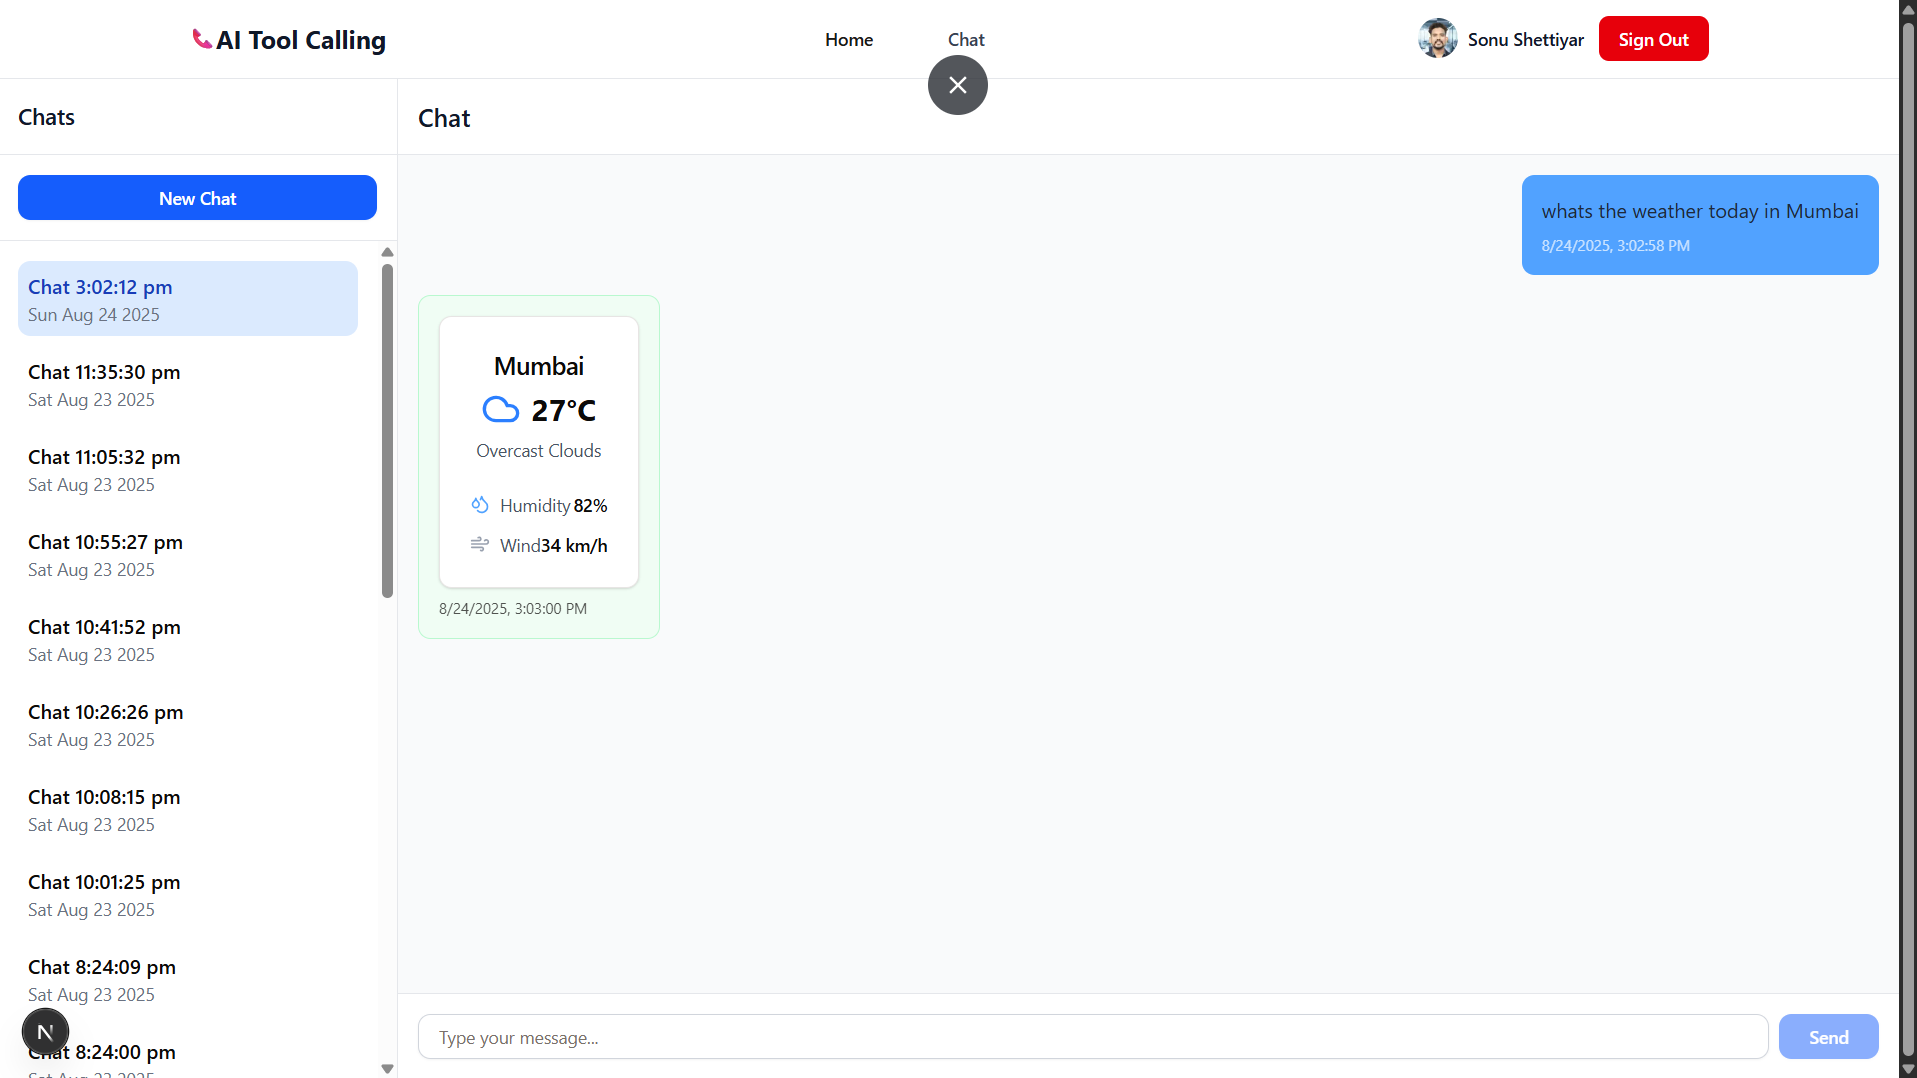 AI Tool Calling
Home
Chat
Sonu Shettiyar
Sign Out
Chats
New Chat
Chat 3:02:12 pm
Sun Aug 24 2025
Chat 11:35:30 pm
Sat Aug 23 2025
Chat 11:05:32 pm
Sat Aug 23 2025
Chat 10:55:27 pm
Sat Aug 23 2025
Chat 10:41:52 pm
Sat Aug 23 2025
Chat 10:26:26 pm
Sat Aug 23 2025
Chat 10:08:15 pm
Sat Aug 23 2025
Chat 10:01:25 pm
Sat Aug 23 2025
Chat 8:24:09 pm
Sat Aug 23 2025
N
Chat 8:24:00 pm
Sat Aug 23 2025
Chat
whats the weather today in Mumbai
8/24/2025, 3:02:58 PM
Mumbai
27°C
Overcast Clouds
Humidity 82%
Wind34 km/h
8/24/2025, 3:03:00 PM
Type your message...
Send